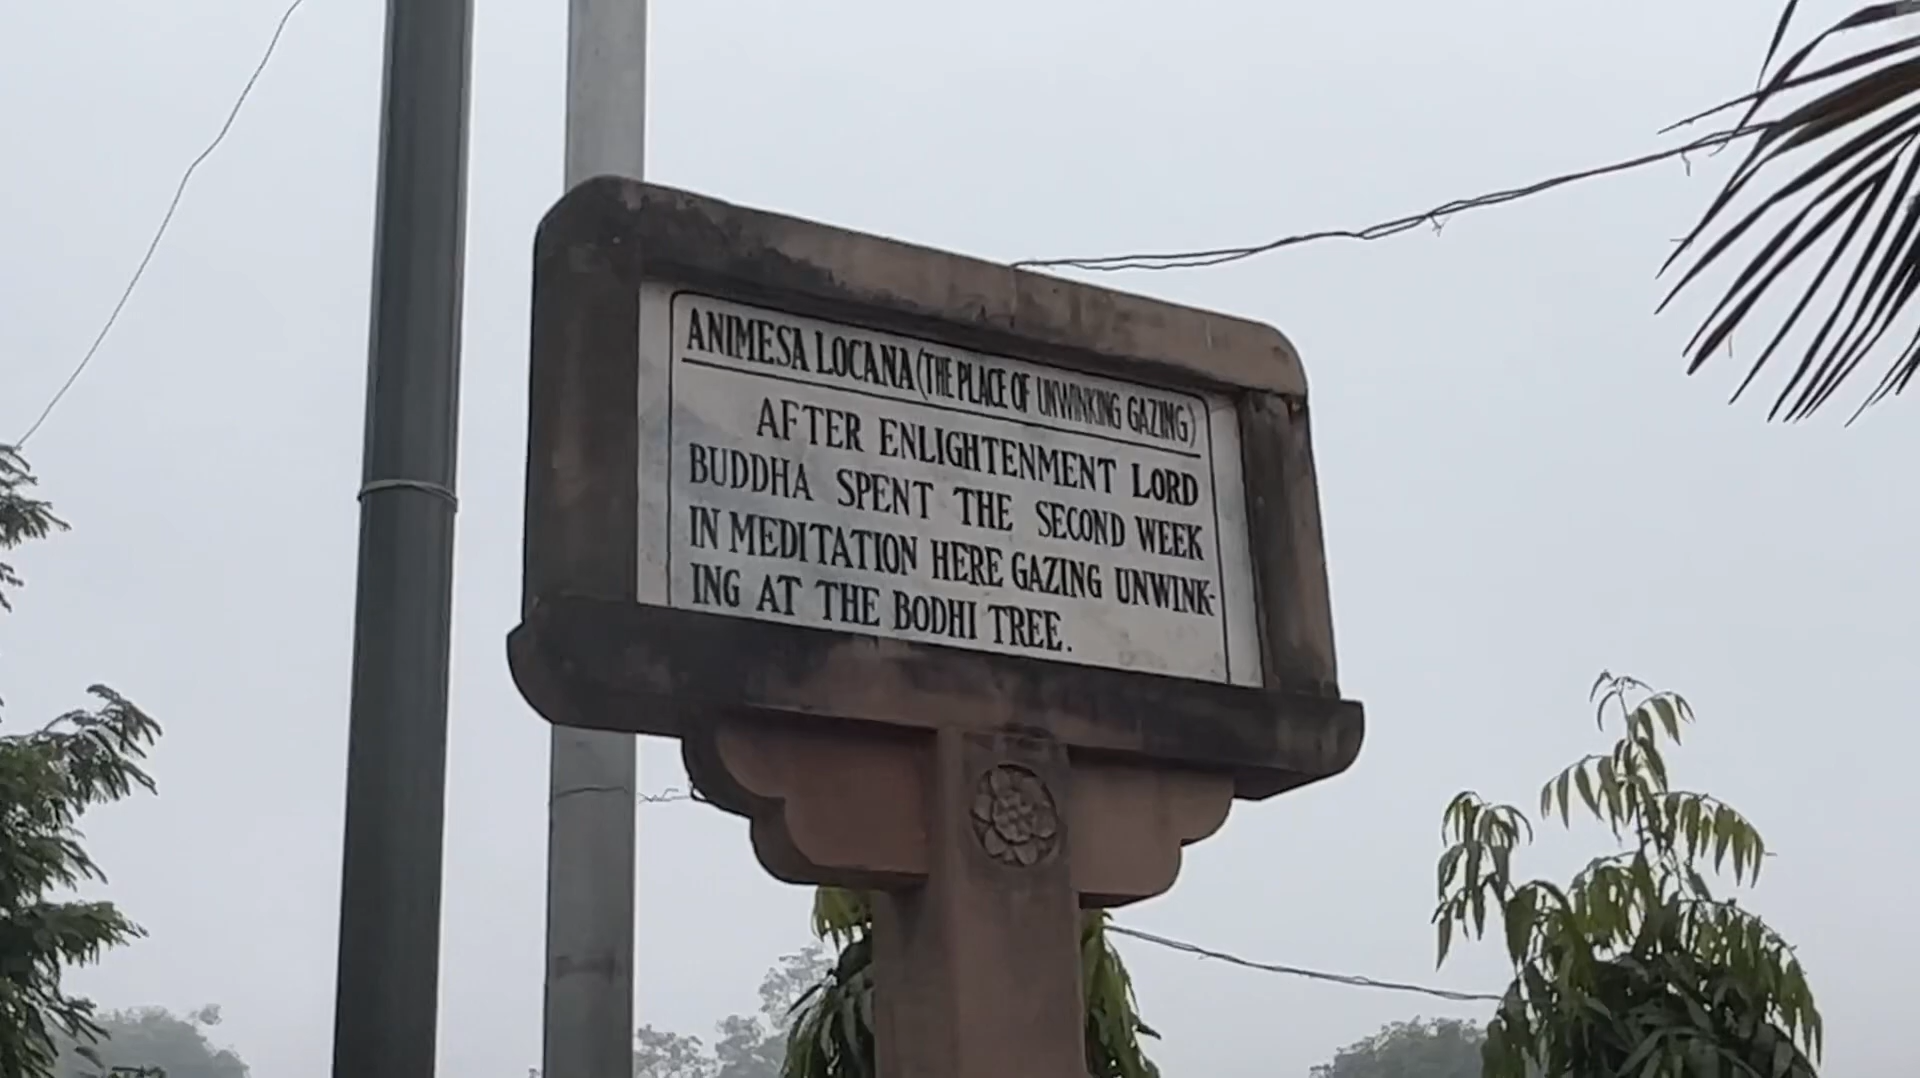 ANIMESA LOCANA (THE PLACE OF UNWINKING GAZING)
AFTER ENLIGHTENMENT LORD
BUDDHA SPENT THE SECOND WEEK
IN MEDITATION HERE GAZING UNWINK-
ING AT THE BODHI TREE.